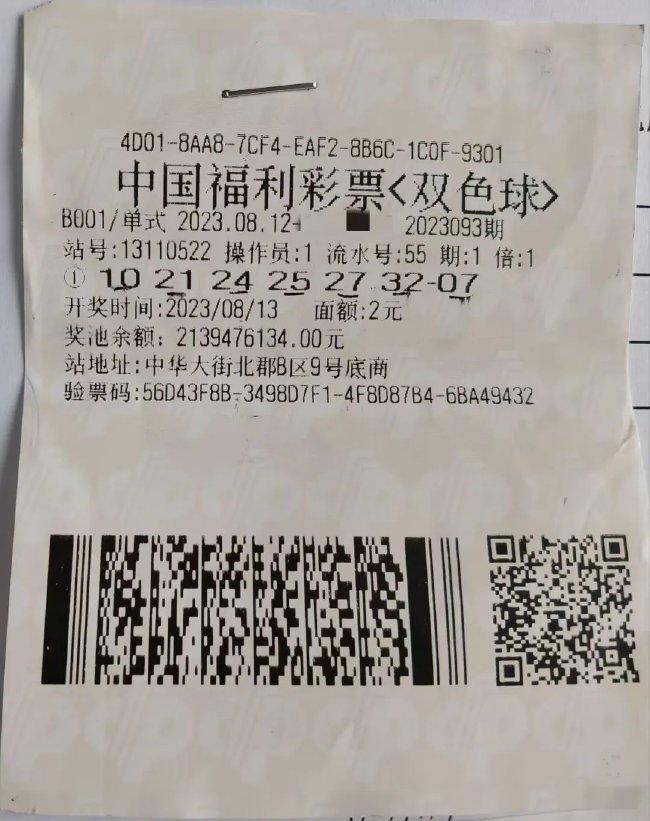 4D01-8AA8-7CF4-EAF2-8B6C-1C0F-9301
中国福利彩票<双色球>
B001/单式 2023.08.12- 2023093期
站号:13110522 操作员:1 流水号:55 期:1 倍:1
① 10 21 24 25 27 32-07
开奖时间:2023/08/13 面额:2元
奖池余额: 2139476134.00元
站地址:中华大街北郡B区9号底商
验票码:56D43F8B-3498D7F1-4F8D87B4-6BA49432